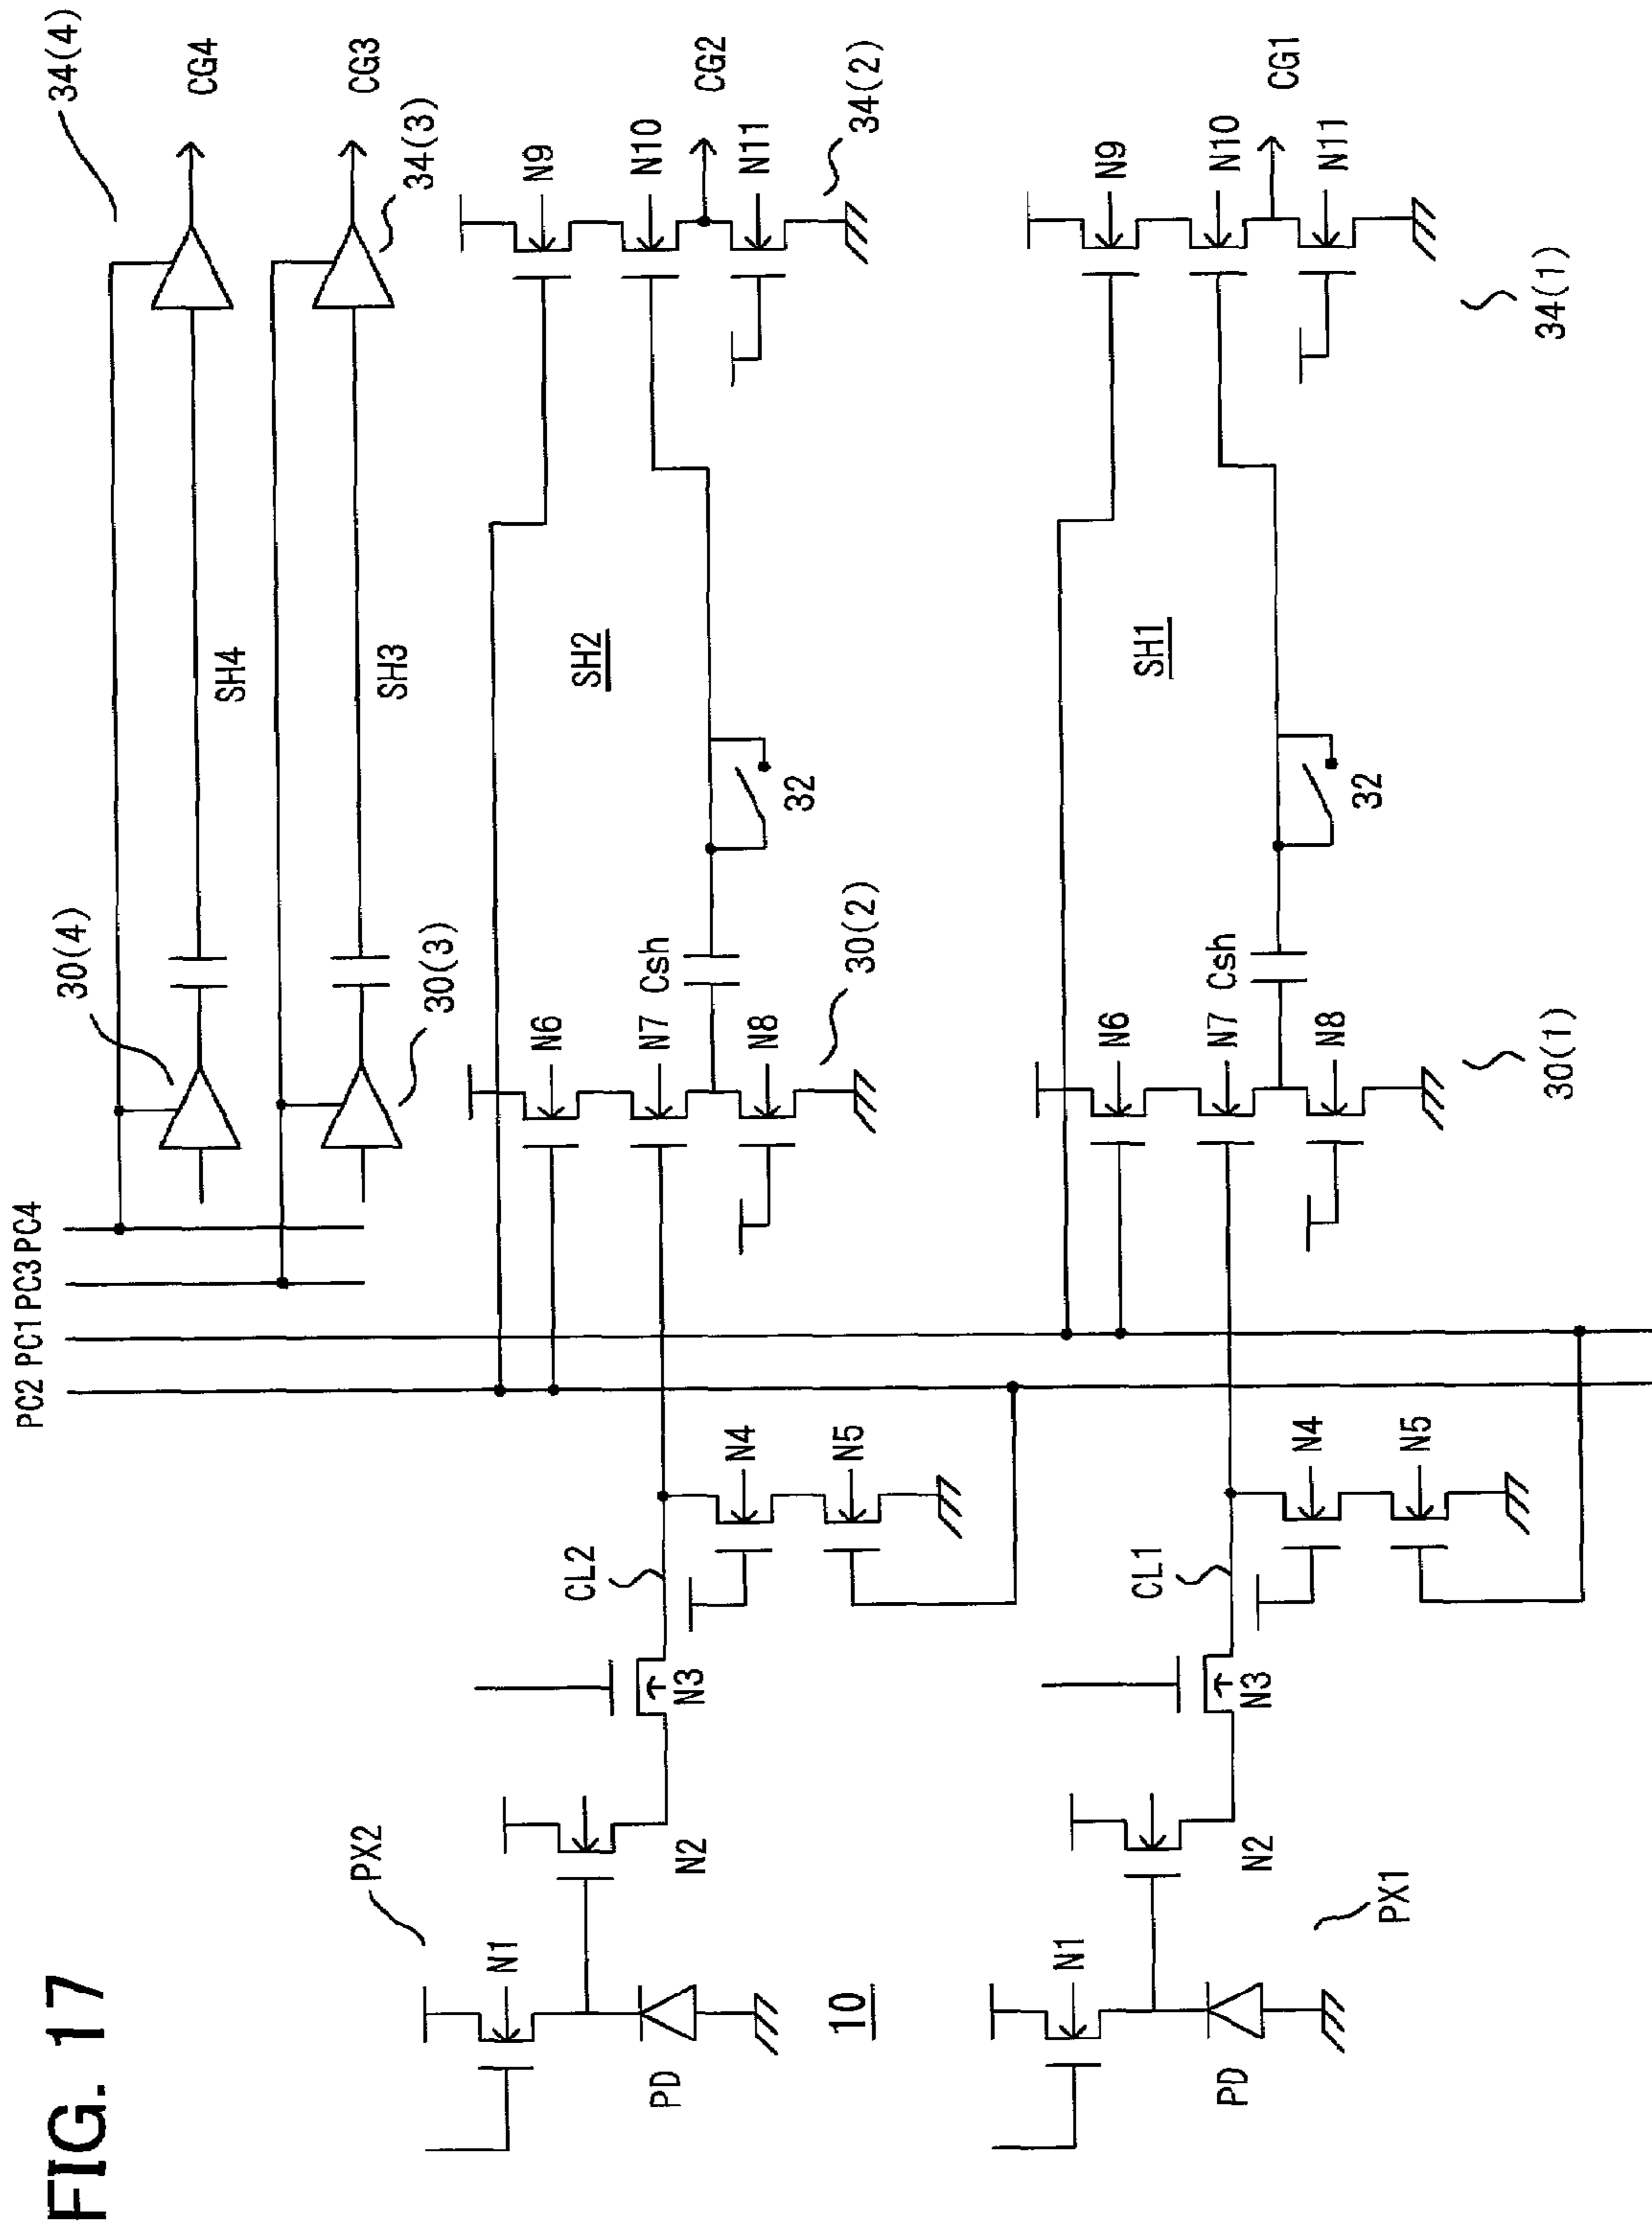 FIG. 17
PC2 PC1 PC3 PC4
30(4)
SH4
34(4)
CG4
30(3)
SH3
34(3)
CG3
PX2
N1
PD
N2
N3
CL2
N4
N5
N6
N7
N8
Csh
30(2)
32
SH2
N9
N10
N11
CG2
34(2)
10
PX1
N1
PD
N2
N3
CL1
N4
N5
N6
N7
N8
Csh
30(1)
32
SH1
N9
N10
N11
CG1
34(1)